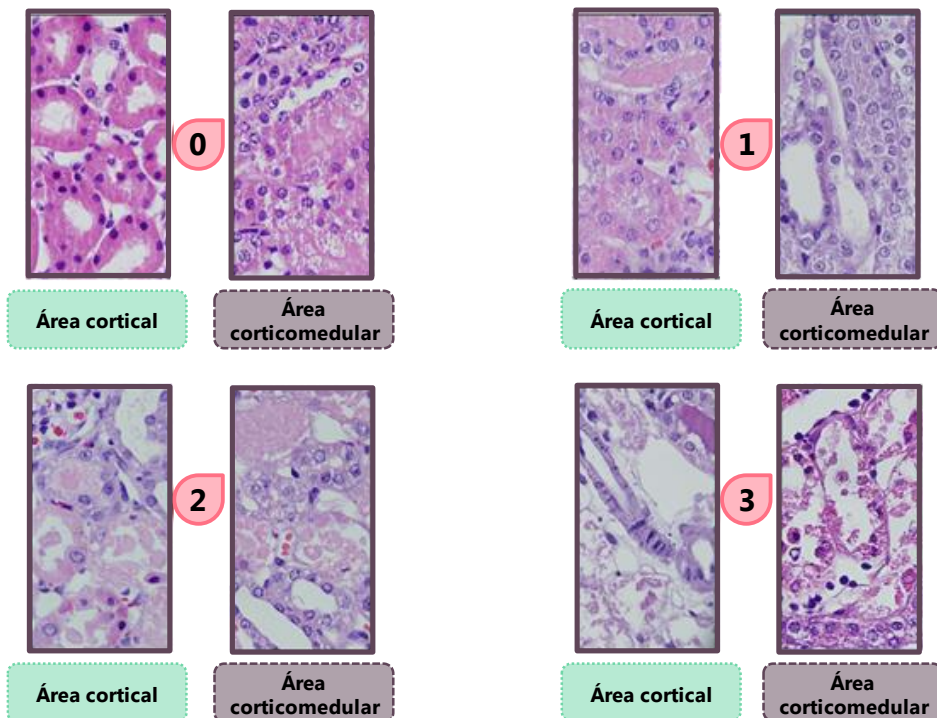 0
Área cortical
Área
corticomedular
1
Área cortical
Área
corticomedular
2
Área cortical
Área
corticomedular
3
Área cortical
Área
corticomedular